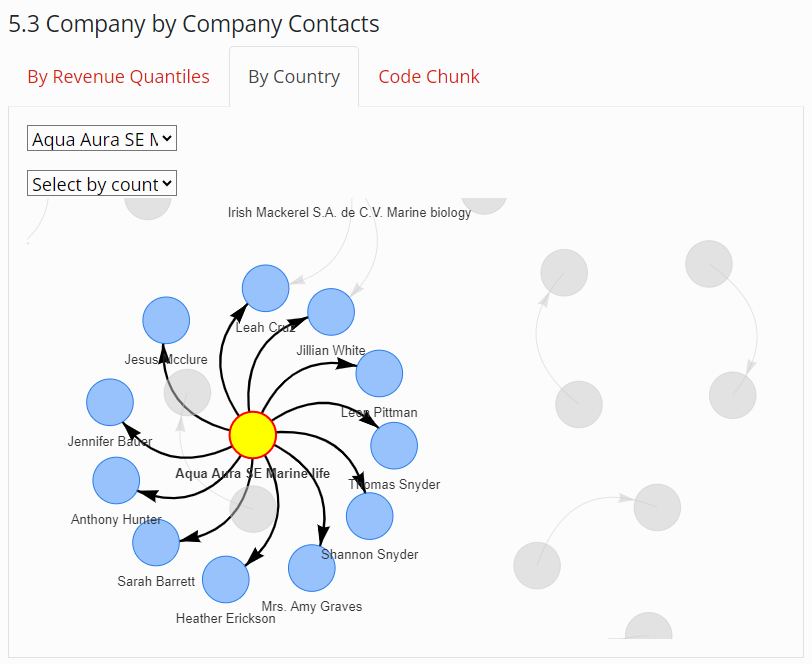 5.3 Company by Company Contacts
By Revenue Quantiles
By Country
Code Chunk
Aqua Aura SE M
Select by count
Irish Mackerel S.A. de C.V. Marine biology
Leah Cruz
Jillian White
Jesus Mcclure
Leon Pittman
Jennifer Bauer
Aqua Aura SE Marine life
Thomas Snyder
Anthony Hunter
Shannon Snyder
Sarah Barrett
Mrs. Amy Graves
Heather Erickson